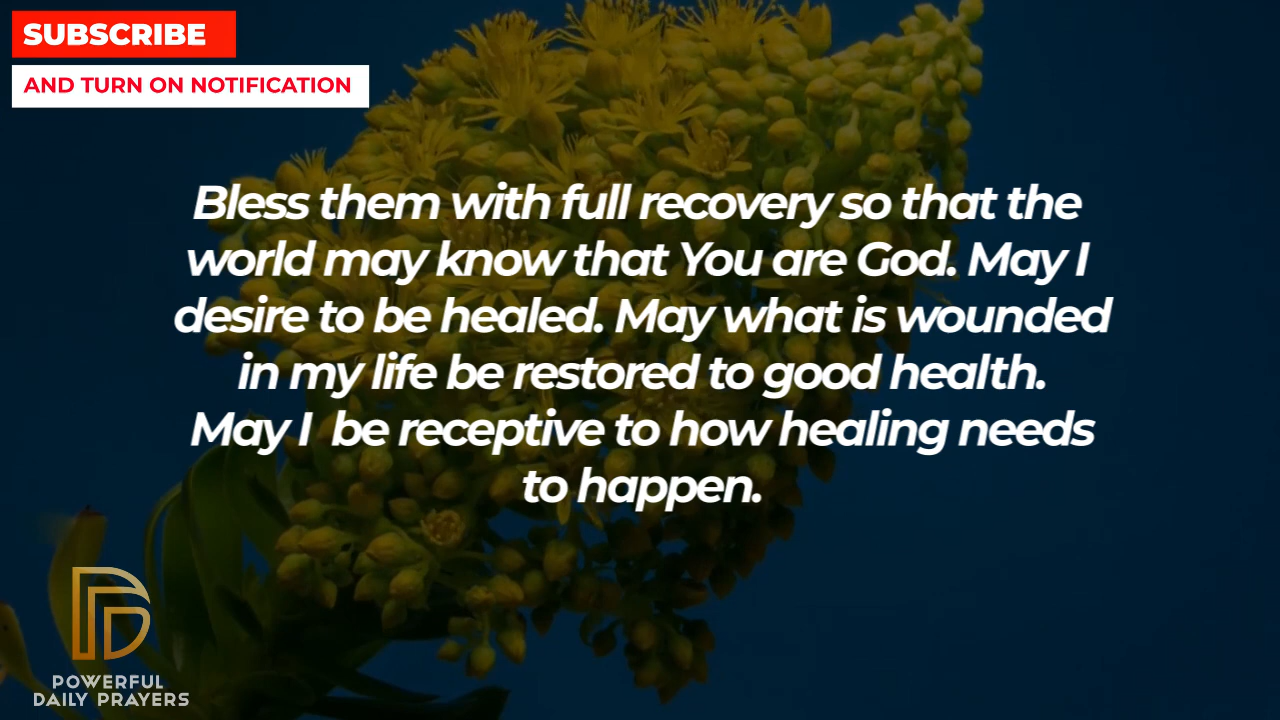 SUBSCRIBE
AND TURN ON NOTIFICATION
Bless them with full recovery so that the
world may know that You are God. May I
desire to be healed. May what is wounded
in my life be restored to good health.
May I  be receptive to how healing needs
to happen.
POWERFUL
DAILY PRAYERS